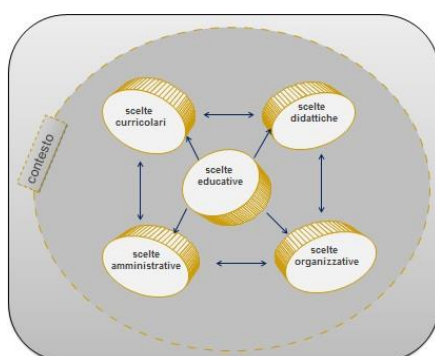 scelte
curricolari
scelte
didattiche
contesto
scelte
educative
scelte
amministrative
scelte
organizzative